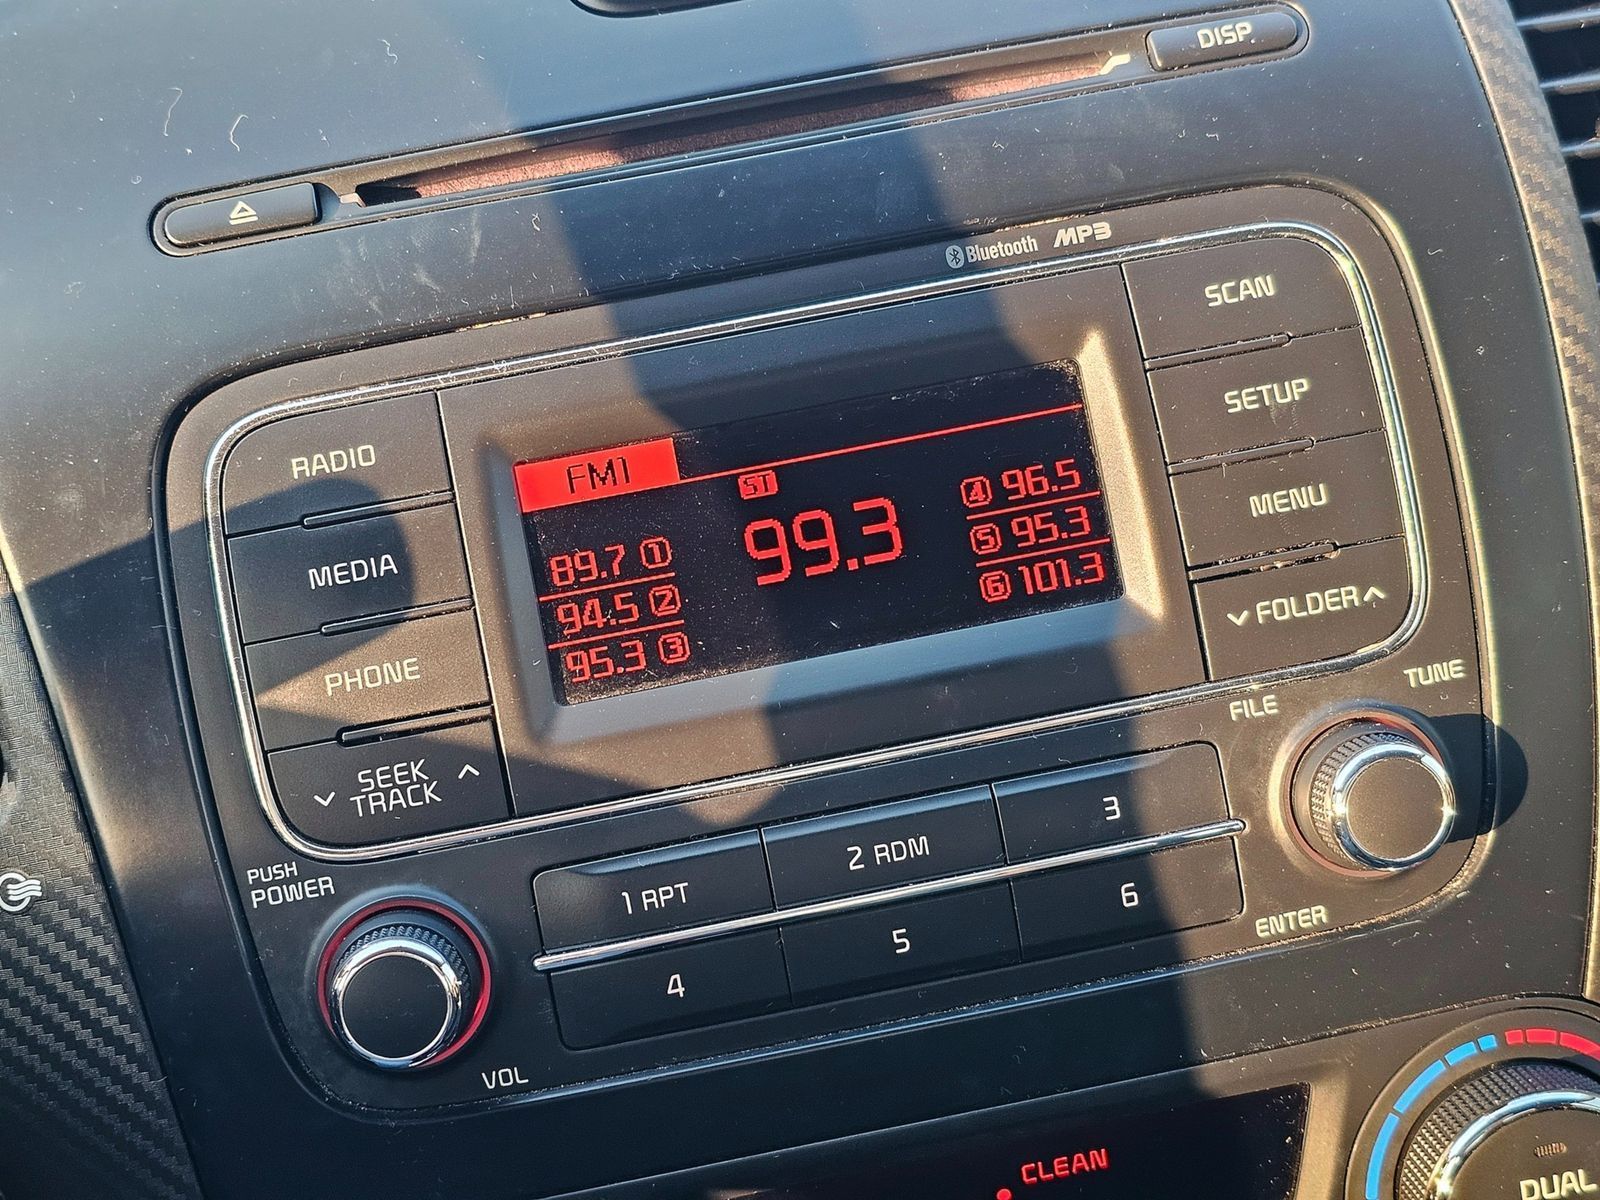 DISP
Bluetooth MP3
SCAN
RADIO
SETUP
FM1
ST
MEDIA
MENU
99.3
89.7 1
94.5 2
95.3 3
4 96.5
5 95.3
6 101.3
PHONE
FOLDER
SEEK
TRACK
TUNE
FILE
PUSH
POWER
1 RPT
2 RDM
3
4
5
6
ENTER
VOL
CLEAN
DUAL